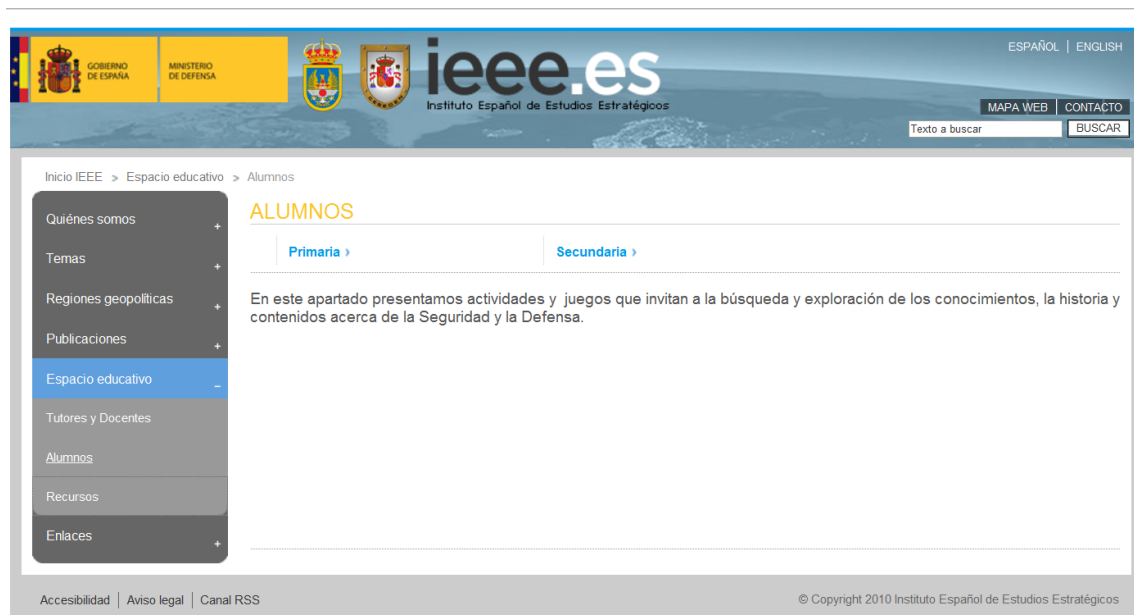 GOBIERNO
DE ESPAÑA
MINISTERIO
DE DEFENSA
ieee.es
Instituto Español de Estudios Estratégicos
ESPAÑOL | ENGLISH
MAPA WEB | CONTACTO
Texto a buscar BUSCAR
Inicio IEEE > Espacio educativo > Alumnos
Quiénes somos +
Temas +
Regiones geopolíticas +
Publicaciones +
Espacio educativo –
Tutores y Docentes
Alumnos
Recursos
Enlaces +
ALUMNOS
Primaria › Secundaria ›
En este apartado presentamos actividades y juegos que invitan a la búsqueda y exploración de los conocimientos, la historia y
contenidos acerca de la Seguridad y la Defensa.
Accesibilidad | Aviso legal | Canal RSS
© Copyright 2010 Instituto Español de Estudios Estratégicos